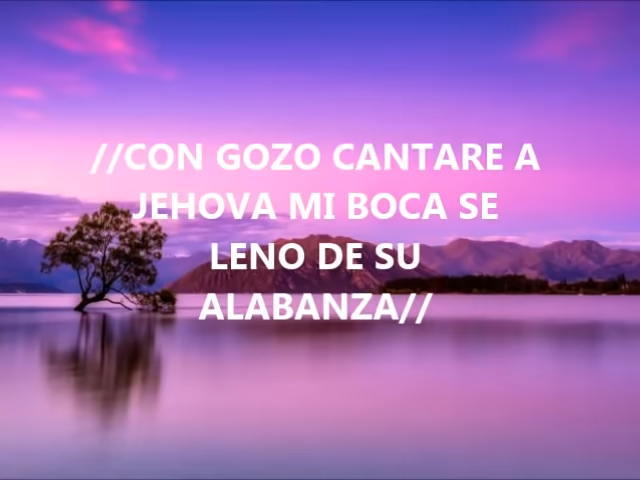 //CON GOZO CANTARE A
JEHOVA MI BOCA SE
LENO DE SU
ALABANZA//